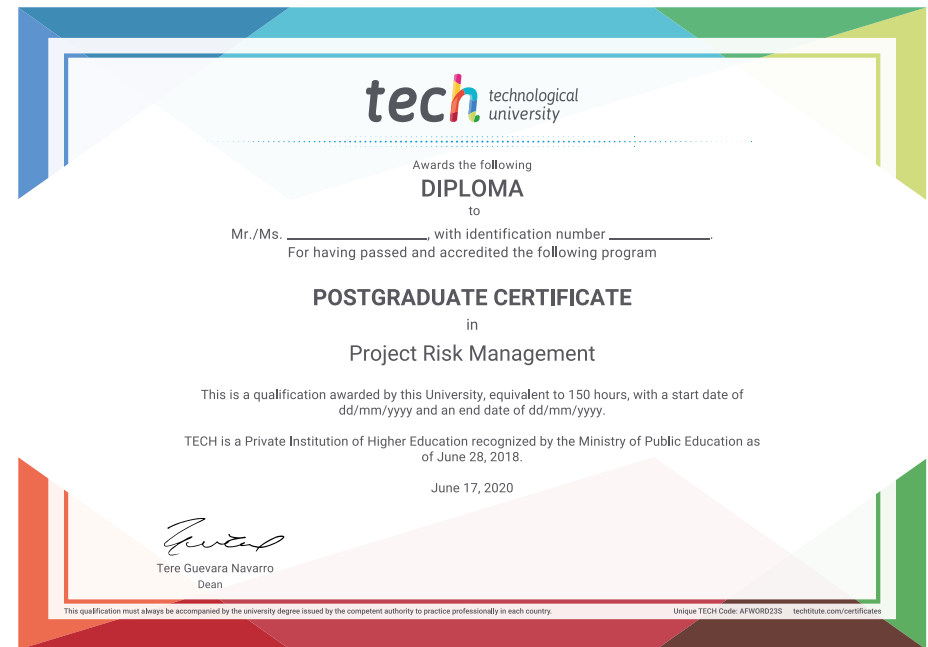 tech technological
university
Awards the following
DIPLOMA
to
Mr./Ms. ____________________, with identification number ______________.
For having passed and accredited the following program
POSTGRADUATE CERTIFICATE
in
Project Risk Management
This is a qualification awarded by this University, equivalent to 150 hours, with a start date of
dd/mm/yyyy and an end date of dd/mm/yyyy.
TECH is a Private Institution of Higher Education recognized by the Ministry of Public Education as
of June 28, 2018.
June 17, 2020
Tere Guevara Navarro
Dean
This qualification must always be accompanied by the university degree issued by the competent authority to practice professionally in each country.
Unique TECH Code: AFWORD23S techtitute.com/certificates